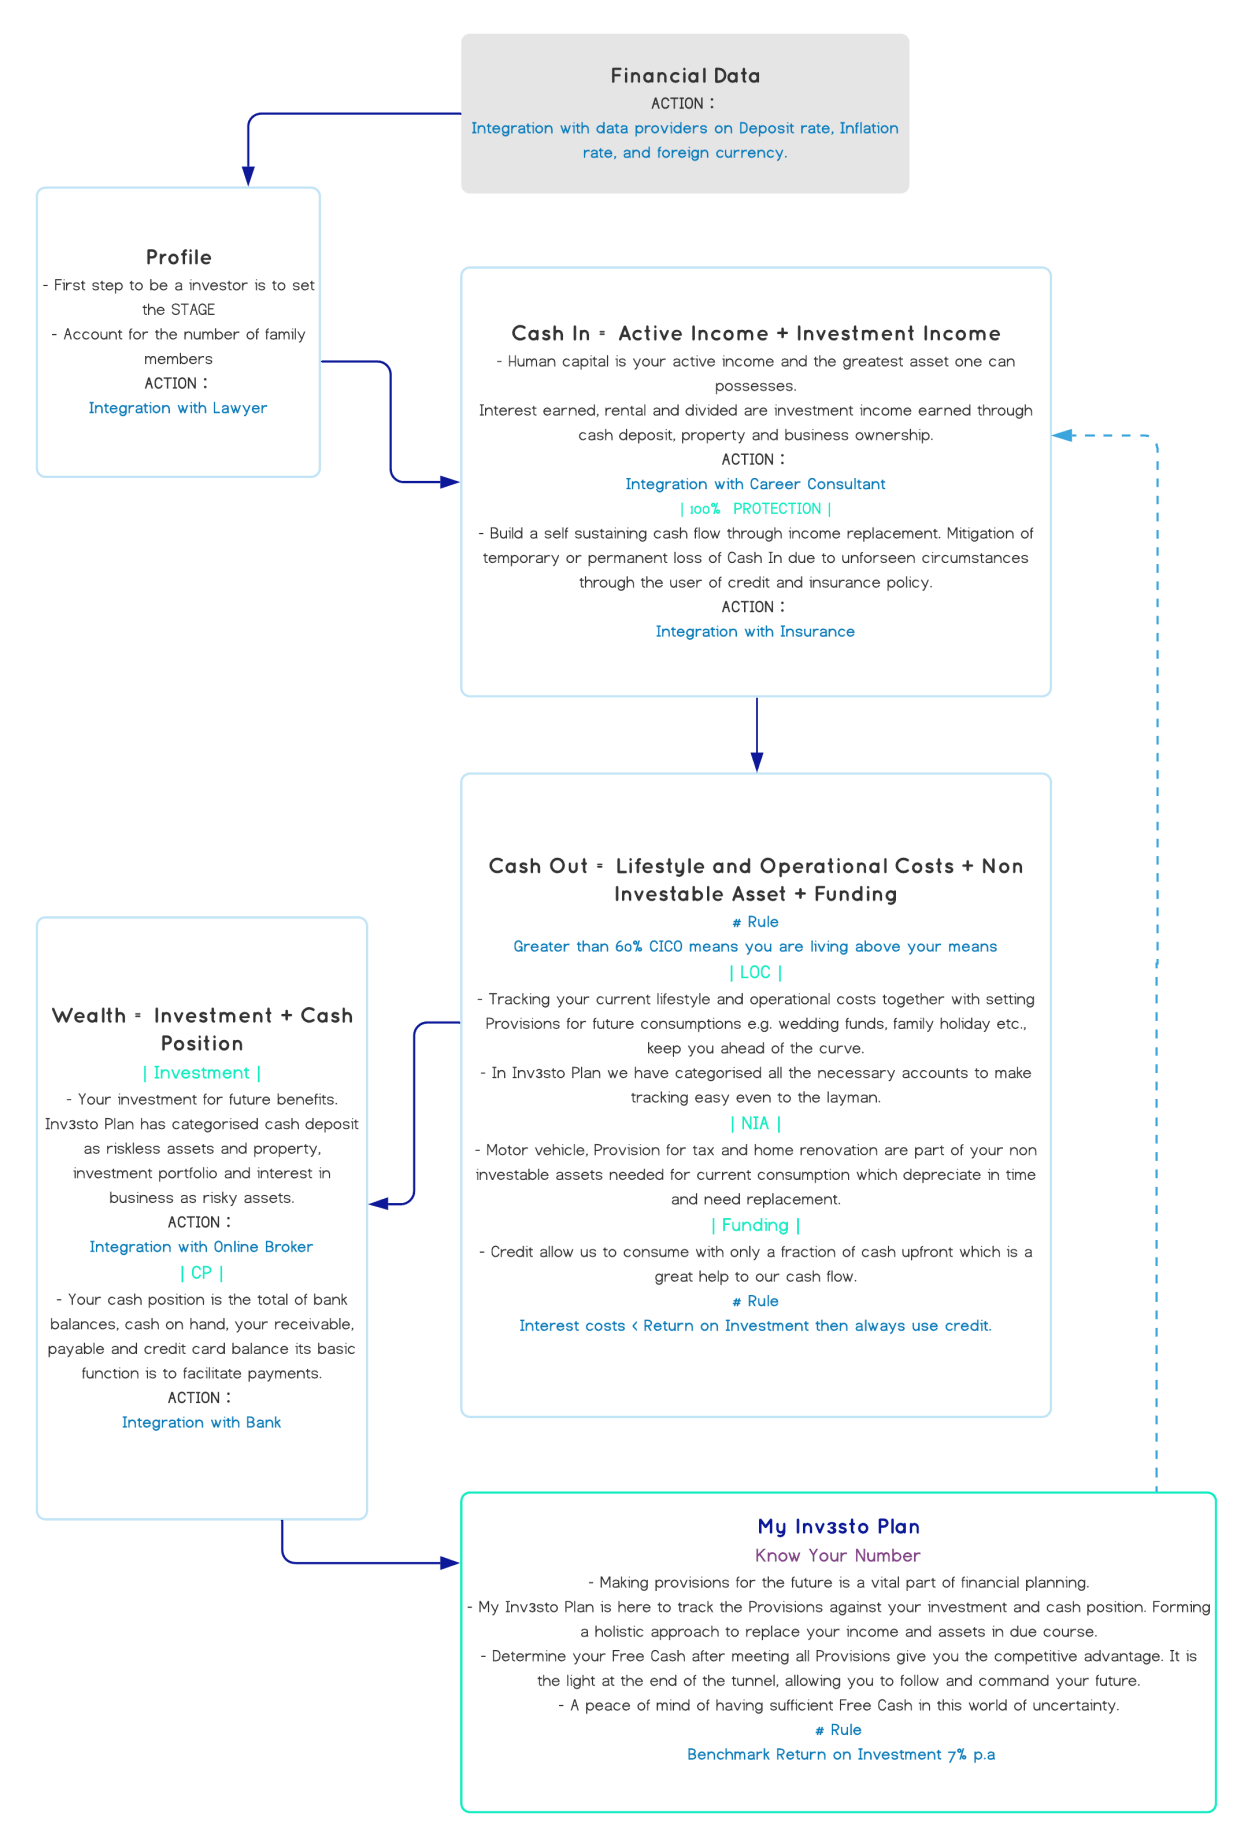 Financial Data
ACTION :
Integration with data providers on Deposit rate, Inflation
rate, and foreign currency.
Profile
- First step to be a investor is to set
the STAGE
- Account for the number of family
members
ACTION :
Integration with Lawyer
Cash In = Active Income + Investment Income
- Human capital is your active income and the greatest asset one can
possesses.
Interest earned, rental and divided are investment income earned through
cash deposit, property and business ownership.
ACTION :
Integration with Career Consultant
| 100% PROTECTION |
- Build a self sustaining cash flow through income replacement. Mitigation of
temporary or permanent loss of Cash In due to unforseen circumstances
through the user of credit and insurance policy.
ACTION :
Integration with Insurance
Cash Out = Lifestyle and Operational Costs + Non
Investable Asset + Funding
# Rule
Greater than 60% CICO means you are living above your means
| LOC |
- Tracking your current lifestyle and operational costs together with setting
Provisions for future consumptions e.g. wedding funds, family holiday etc.,
keep you ahead of the curve.
- In Inv3sto Plan we have categorised all the necessary accounts to make
tracking easy even to the layman.
| NIA |
- Motor vehicle, Provision for tax and home renovation are part of your non
investable assets needed for current consumption which depreciate in time
and need replacement.
| Funding |
- Credit allow us to consume with only a fraction of cash upfront which is a
great help to our cash flow.
# Rule
Interest costs < Return on Investment then always use credit.
Wealth = Investment + Cash
Position
| Investment |
- Your investment for future benefits.
Inv3sto Plan has categorised cash deposit
as riskless assets and property,
investment portfolio and interest in
business as risky assets.
ACTION :
Integration with Online Broker
| CP |
- Your cash position is the total of bank
balances, cash on hand, your receivable,
payable and credit card balance its basic
function is to facilitate payments.
ACTION :
Integration with Bank
My Inv3sto Plan
Know Your Number
- Making provisions for the future is a vital part of financial planning.
- My Inv3sto Plan is here to track the Provisions against your investment and cash position. Forming
a holistic approach to replace your income and assets in due course.
- Determine your Free Cash after meeting all Provisions give you the competitive advantage. It is
the light at the end of the tunnel, allowing you to follow and command your future.
- A peace of mind of having sufficient Free Cash in this world of uncertainty.
# Rule
Benchmark Return on Investment 7% p.a